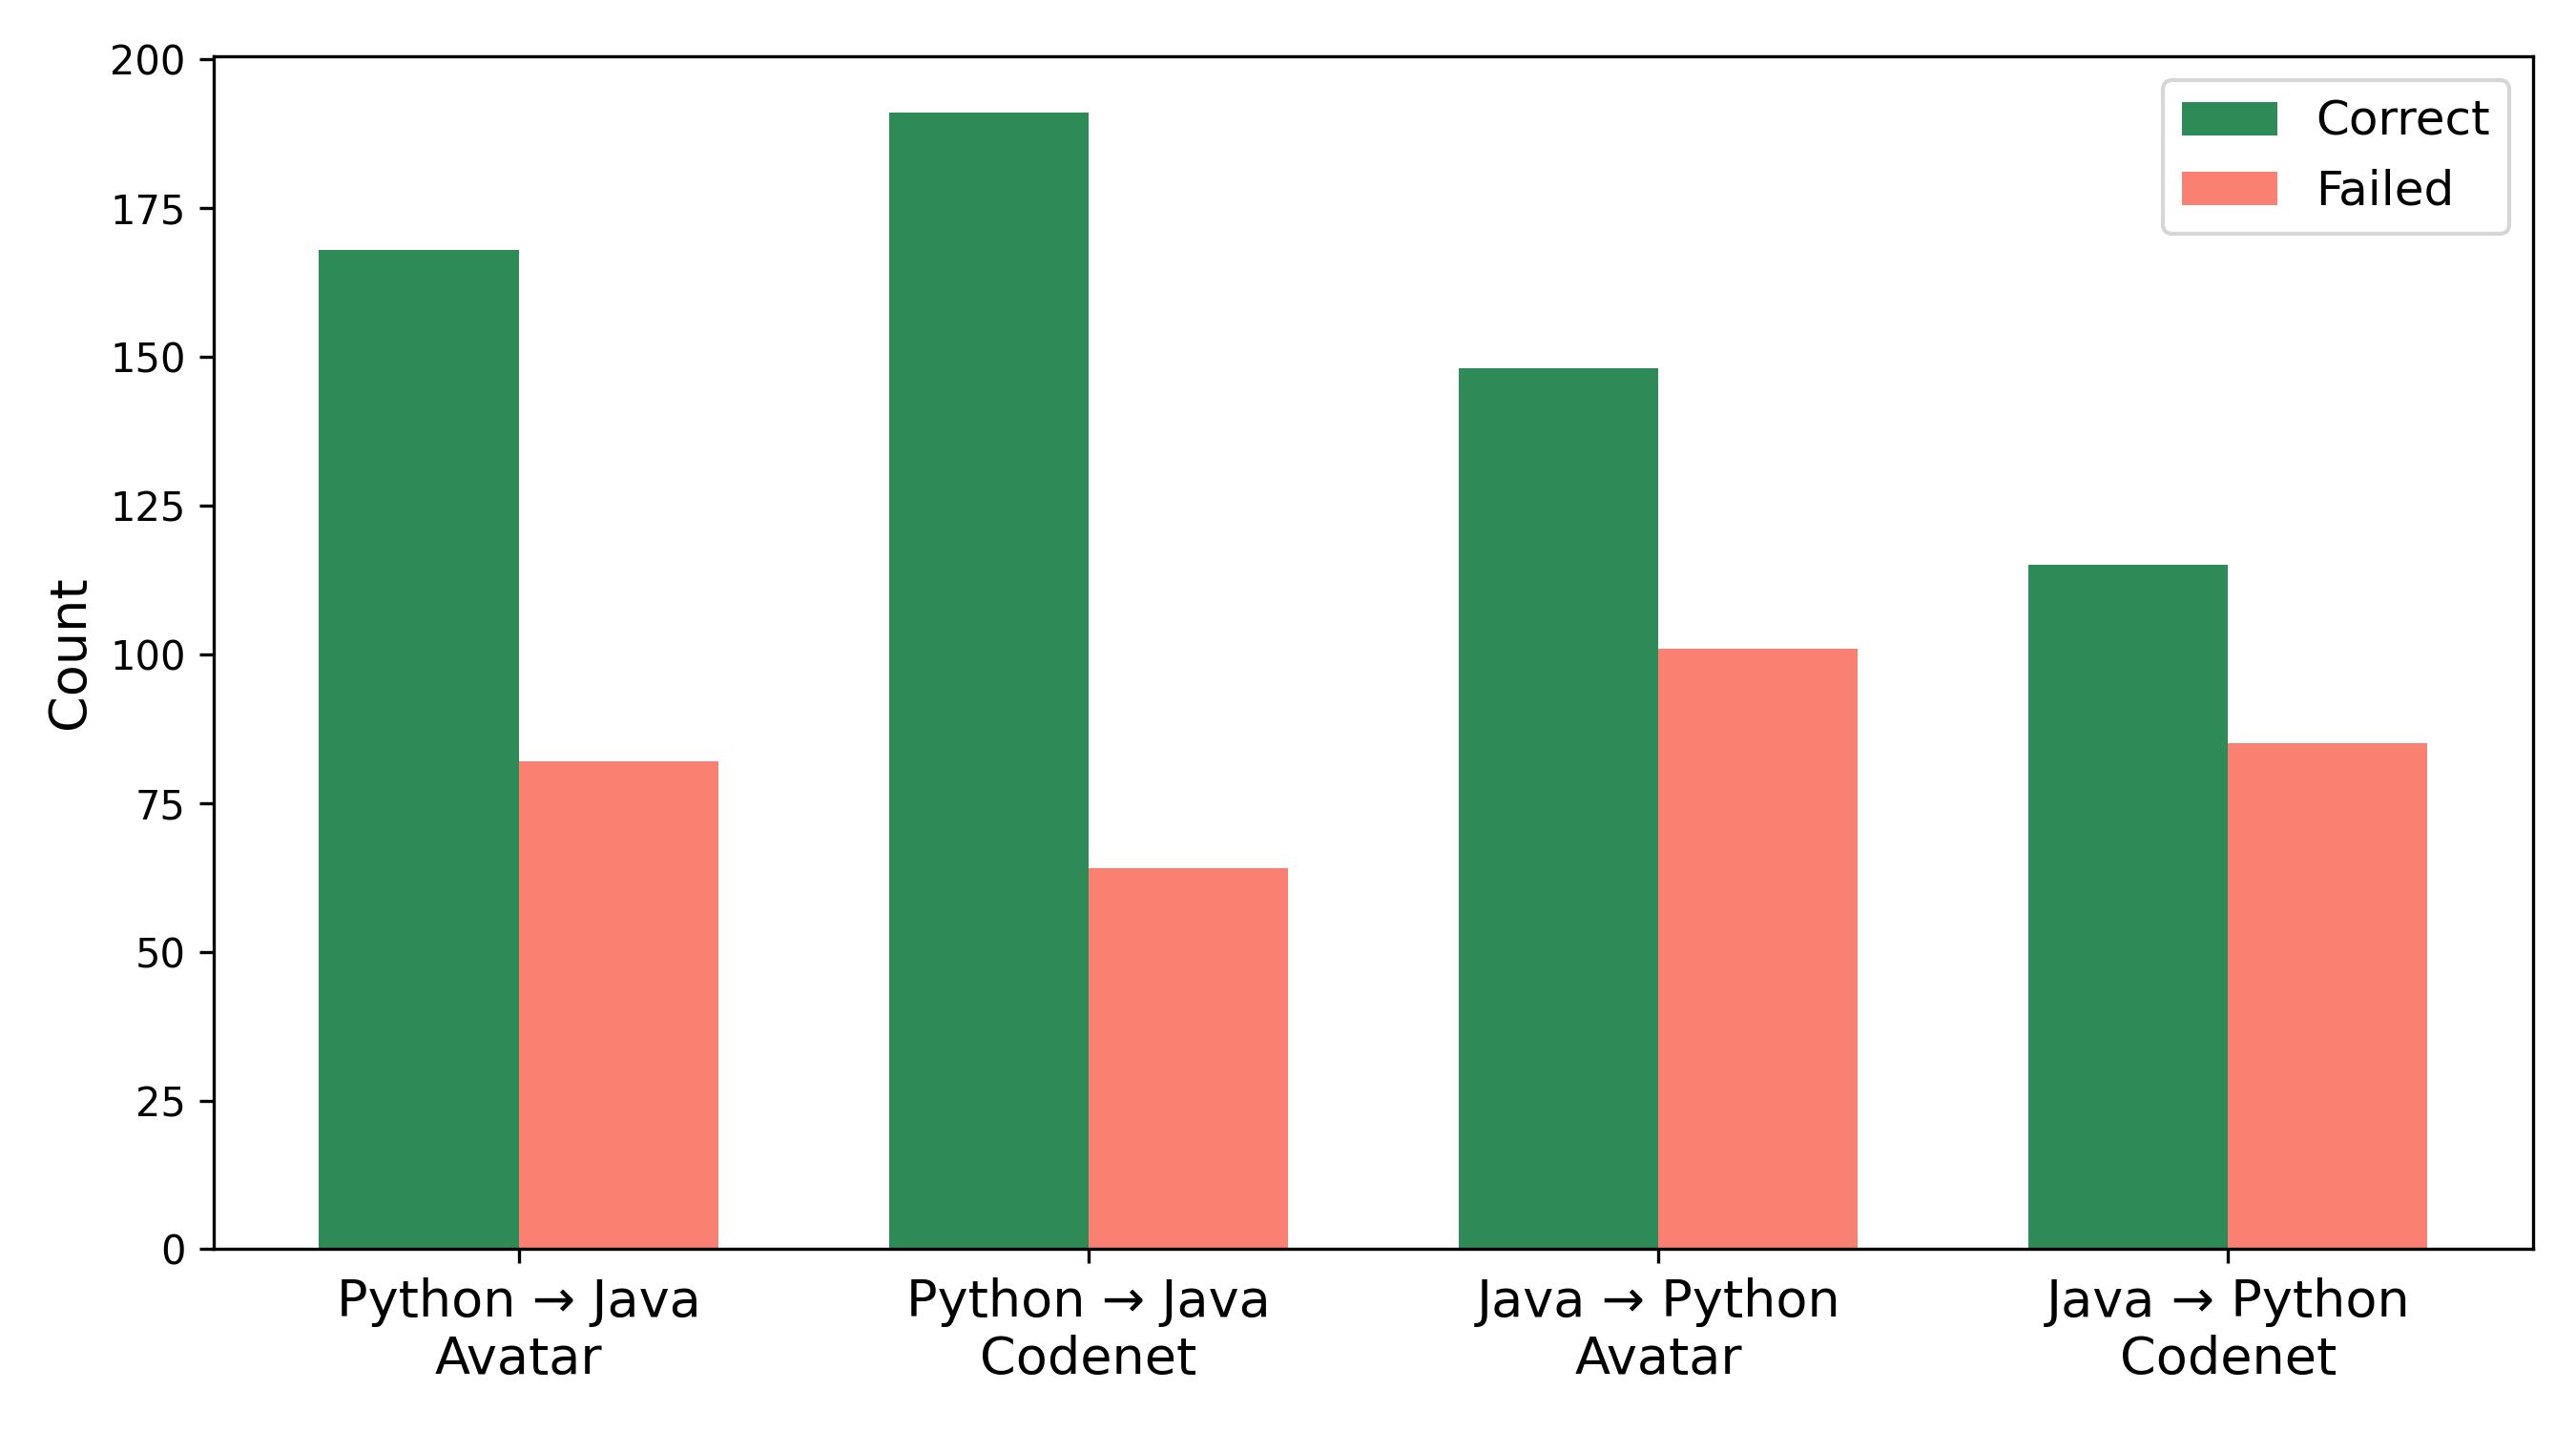 200
175
150
125
100
75
50
25
0
Count
Correct
Failed
Python → Java
Avatar
Python → Java
Codenet
Java → Python
Avatar
Java → Python
Codenet